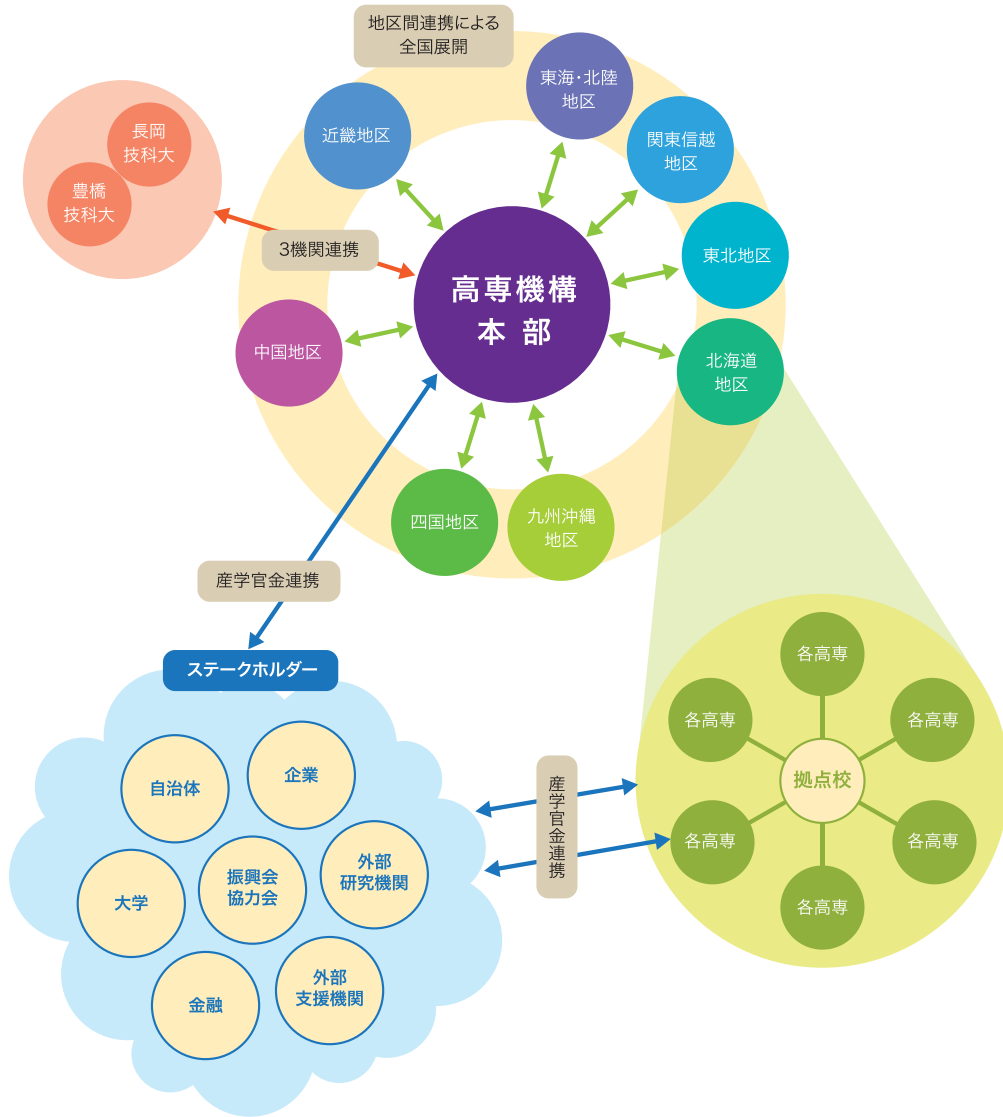 地区間連携による
全国展開
東海・北陸
地区
近畿地区
関東信越
地区
長岡
技科大
豊橋
技科大
3機関連携
東北地区
高専機構
本部
中国地区
北海道
地区
四国地区
九州沖縄
地区
産学官金連携
ステークホルダー
自治体
企業
大学
振興会
協力会
外部
研究機関
金融
外部
支援機関
産学官金連携
各高専
各高専
各高専
拠点校
各高専
各高専
各高専